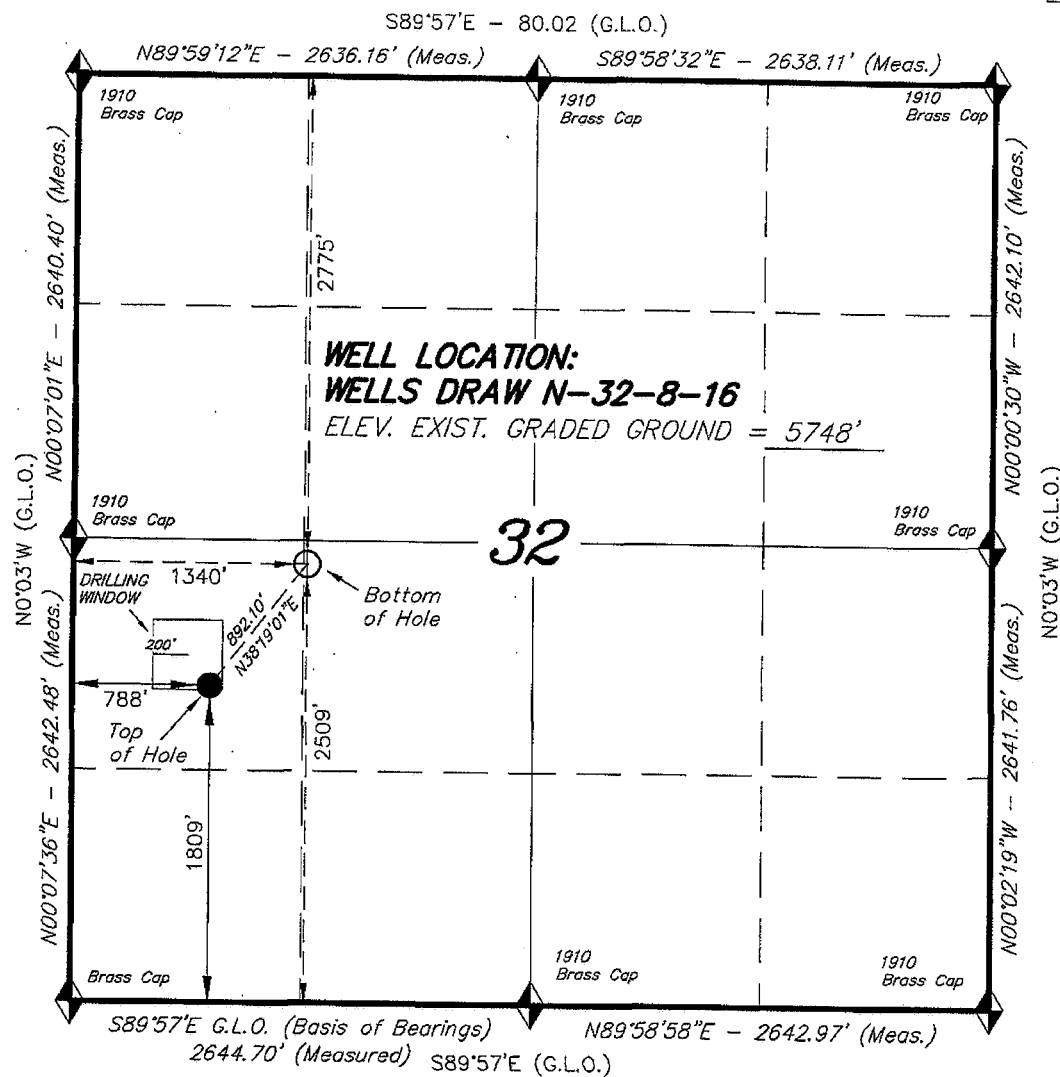 S89°57'E - 80.02 (G.L.O.)
N89°59'12"E - 2636.16' (Meas.)
S89°58'32"E - 2638.11' (Meas.)
1910
Brass Cap
1910
Brass Cap
1910
Brass Cap
N00°07'01"E - 2640.40' (Meas.)
2775'
N00°00'30"W - 2642.10' (Meas.)
WELL LOCATION:
WELLS DRAW N-32-8-16
ELEV. EXIST. GRADED GROUND = 5748'
N0°03'W (G.L.O.)
N0°03'W (G.L.O.)
1910
Brass Cap
32
1910
Brass Cap
1340'
DRILLING
WINDOW
200'
892.10'
N38°19'01"E
Bottom
of Hole
788'
Top
of Hole
2509'
1809'
N00°07'36"E - 2642.48' (Meas.)
N00°02'19"W - 2641.76' (Meas.)
Brass Cap
1910
Brass Cap
1910
Brass Cap
S89°57'E G.L.O. (Basis of Bearings)
2644.70' (Measured)
S89°57'E (G.L.O.)
N89°58'58"E - 2642.97' (Meas.)